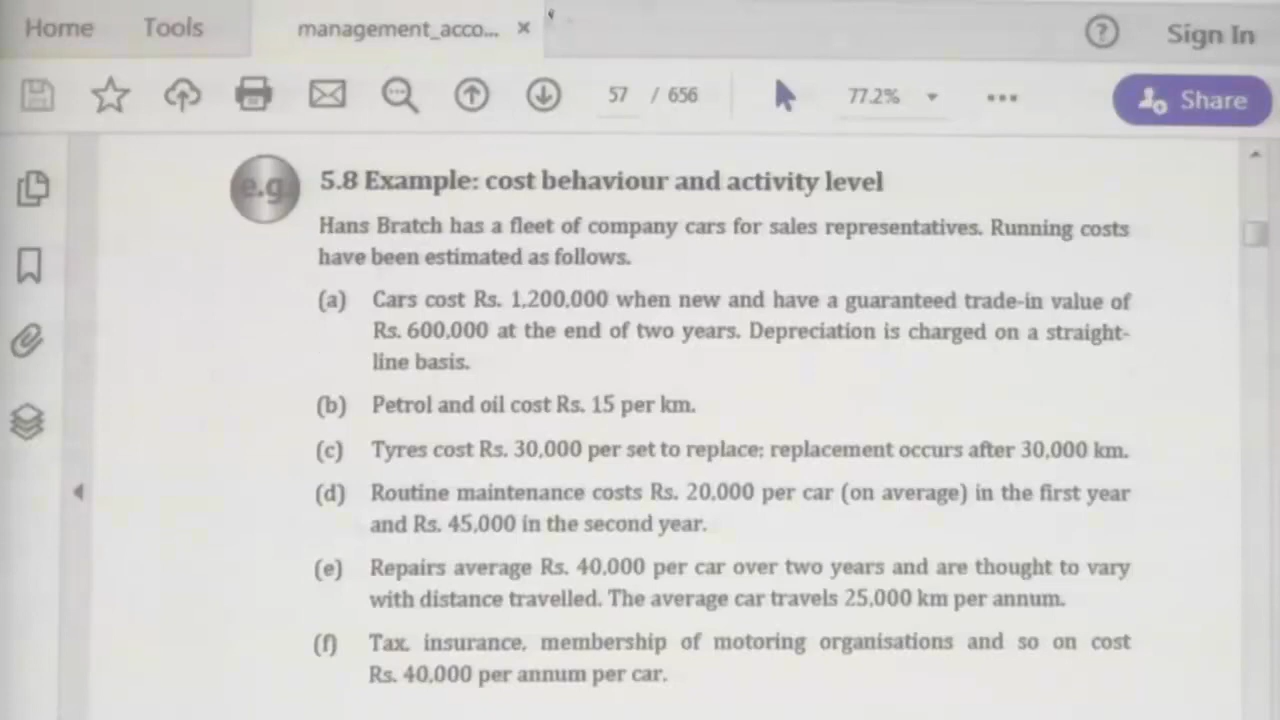 Home Tools management_acco... × ? Sign In
57 / 656 77.2% Share
e.g. 5.8 Example: cost behaviour and activity level
Hans Bratch has a fleet of company cars for sales representatives. Running costs
have been estimated as follows.
(a) Cars cost Rs. 1,200,000 when new and have a guaranteed trade-in value of
Rs. 600,000 at the end of two years. Depreciation is charged on a straight-
line basis.
(b) Petrol and oil cost Rs. 15 per km.
(c) Tyres cost Rs. 30,000 per set to replace; replacement occurs after 30,000 km.
(d) Routine maintenance costs Rs. 20,000 per car (on average) in the first year
and Rs. 45,000 in the second year.
(e) Repairs average Rs. 40,000 per car over two years and are thought to vary
with distance travelled. The average car travels 25,000 km per annum.
(f) Tax, insurance, membership of motoring organisations and so on cost
Rs. 40,000 per annum per car.